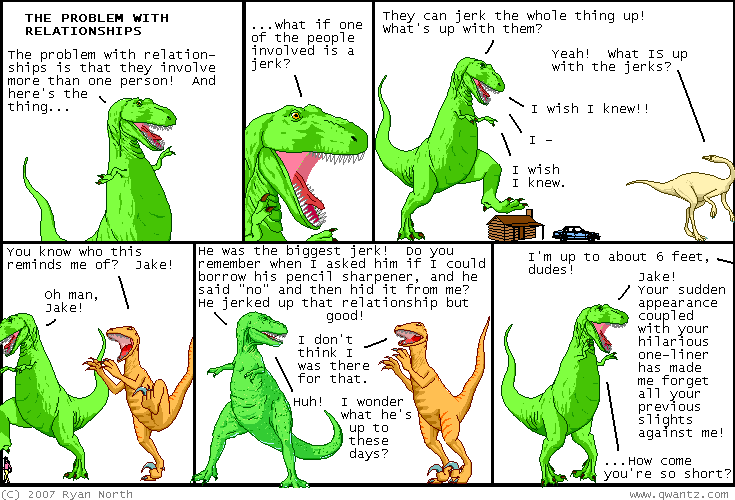 THE PROBLEM WITH
RELATIONSHIPS
The problem with relation-
ships is that they involve
more than one person!  And
here's the
thing...
...what if one
of the people
involved is a
jerk?
They can jerk the whole thing up!
What's up with them?
Yeah!  What IS up
with the jerks?
I wish I knew!!
I -
I wish
I knew.
You know who this
reminds me of?  Jake!
Oh man,
Jake!
He was the biggest jerk!  Do you
remember when I asked him if I could
borrow his pencil sharpener, and he
said "no" and then hid it from me?
He jerked up that relationship but
good!
I don't
think I
was there
for that.
Huh!  I wonder
what he's
up to
these
days?
I'm up to about 6 feet,
dudes!
Jake!
Your sudden
appearance
coupled
with your
hilarious
one-liner
has made
me forget
all your
previous
slights
against me!
...How come
you're so short?
(C) 2007 Ryan North
www.qwantz.com